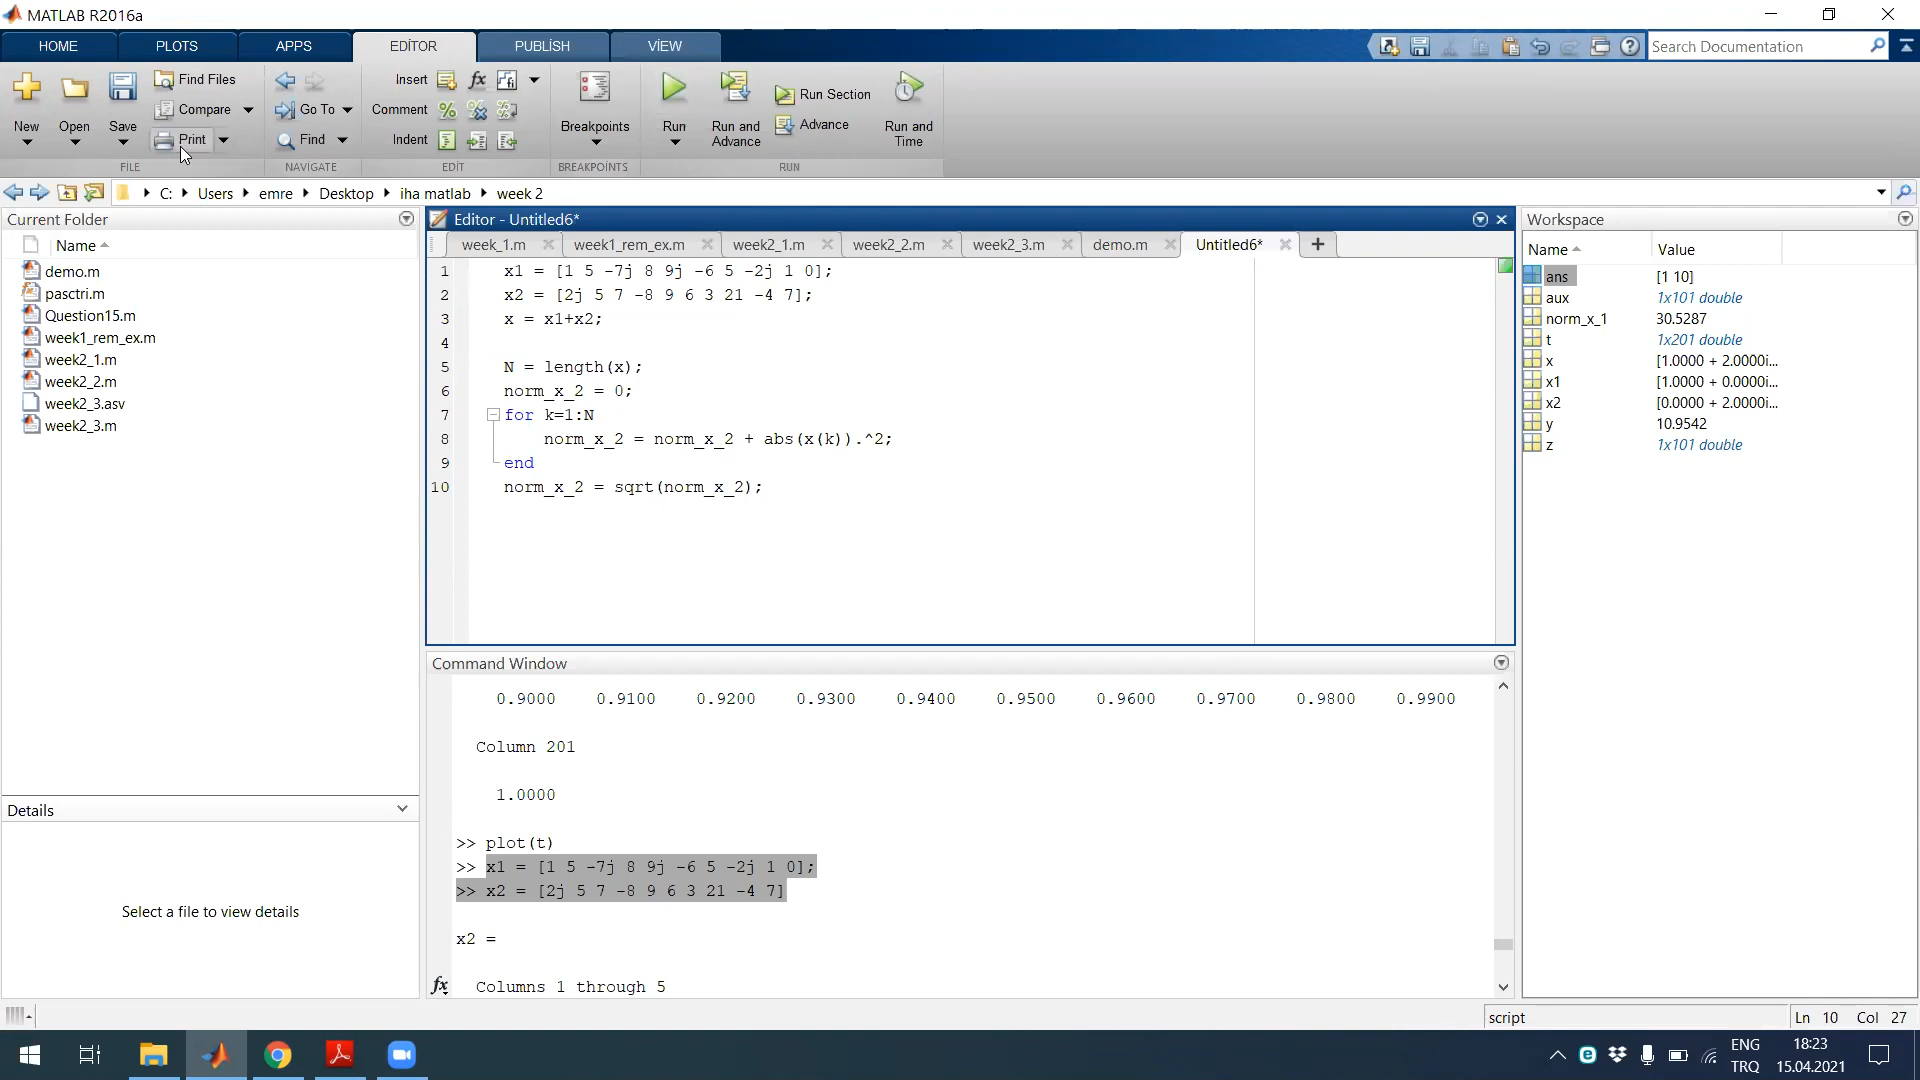 MATLAB R2016a
HOME
PLOTS
APPS
EDİTOR
PUBLİSH
VİEW
Search Documentation
New
Open
Save
Find Files
Compare
Print
FILE
Go To
Find
NAVIGATE
Insert
Comment
Indent
EDİT
Breakpoints
BREAKPOINTS
Run
Run and Advance
Run Section
Advance
Run and Time
RUN
C: Users emre Desktop iha matlab week 2
Current Folder
Name
demo.m
pasctri.m
Question15.m
week1_rem_ex.m
week2_1.m
week2_2.m
week2_3.asv
week2_3.m
Details
Select a file to view details
Editor - Untitled6*
week_1.m week1_rem_ex.m week2_1.m week2_2.m week2_3.m demo.m Untitled6*
1 x1 = [1 5 -7j 8 9j -6 5 -2j 1 0];
2 x2 = [2j 5 7 -8 9 6 3 21 -4 7];
3 x = x1+x2;
4
5 N = length(x);
6 norm_x_2 = 0;
7 for k=1:N
8 norm_x_2 = norm_x_2 + abs(x(k)).^2;
9 end
10 norm_x_2 = sqrt(norm_x_2);
Command Window
0.9000 0.9100 0.9200 0.9300 0.9400 0.9500 0.9600 0.9700 0.9800 0.9900
Column 201
1.0000
>> plot(t)
>> x1 = [1 5 -7j 8 9j -6 5 -2j 1 0];
>> x2 = [2j 5 7 -8 9 6 3 21 -4 7]
x2 =
fx Columns 1 through 5
Workspace
Name Value
ans [1 10]
aux 1x101 double
norm_x_1 30.5287
t 1x201 double
x [1.0000 + 2.0000i...
x1 [1.0000 + 0.0000i...
x2 [0.0000 + 2.0000i...
y 10.9542
z 1x101 double
script
Ln 10 Col 27
ENG
TRQ
18:23
15.04.2021